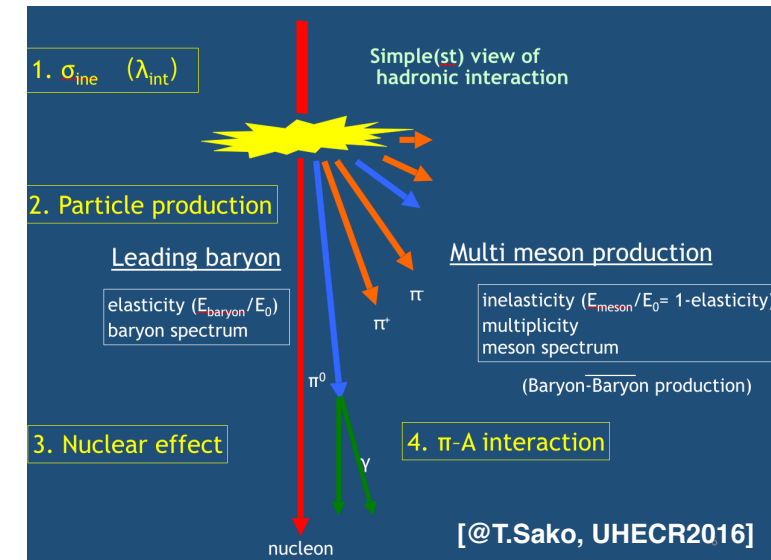 1. σine (λint)
Simple(st) view of
hadronic interaction
2. Particle production
Leading baryon
elasticity (Ebaryon/E0)
baryon spectrum
Multi meson production
inelasticity (Emeson/E0= 1-elasticity)
multiplicity
meson spectrum
(Baryon-Baryon production)
π-
π+
π0
3. Nuclear effect
4. π-A interaction
γ
nucleon
[@T.Sako, UHECR2016]